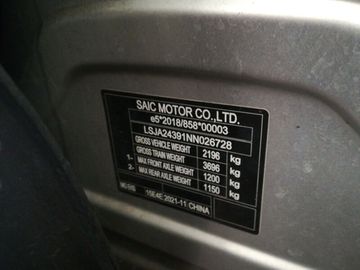 SAIC MOTOR CO.,LTD.
e5*2018/858*00003
LSJA24391NN026728
GROSS VEHICLE WEIGHT 2196 kg
GROSS TRAIN WEIGHT 3696 kg
1- MAX FRONT AXLE WEIGHT 1200 kg
2- MAX REAR AXLE WEIGHT 1150 kg
15E4E 2021-11 CHINA